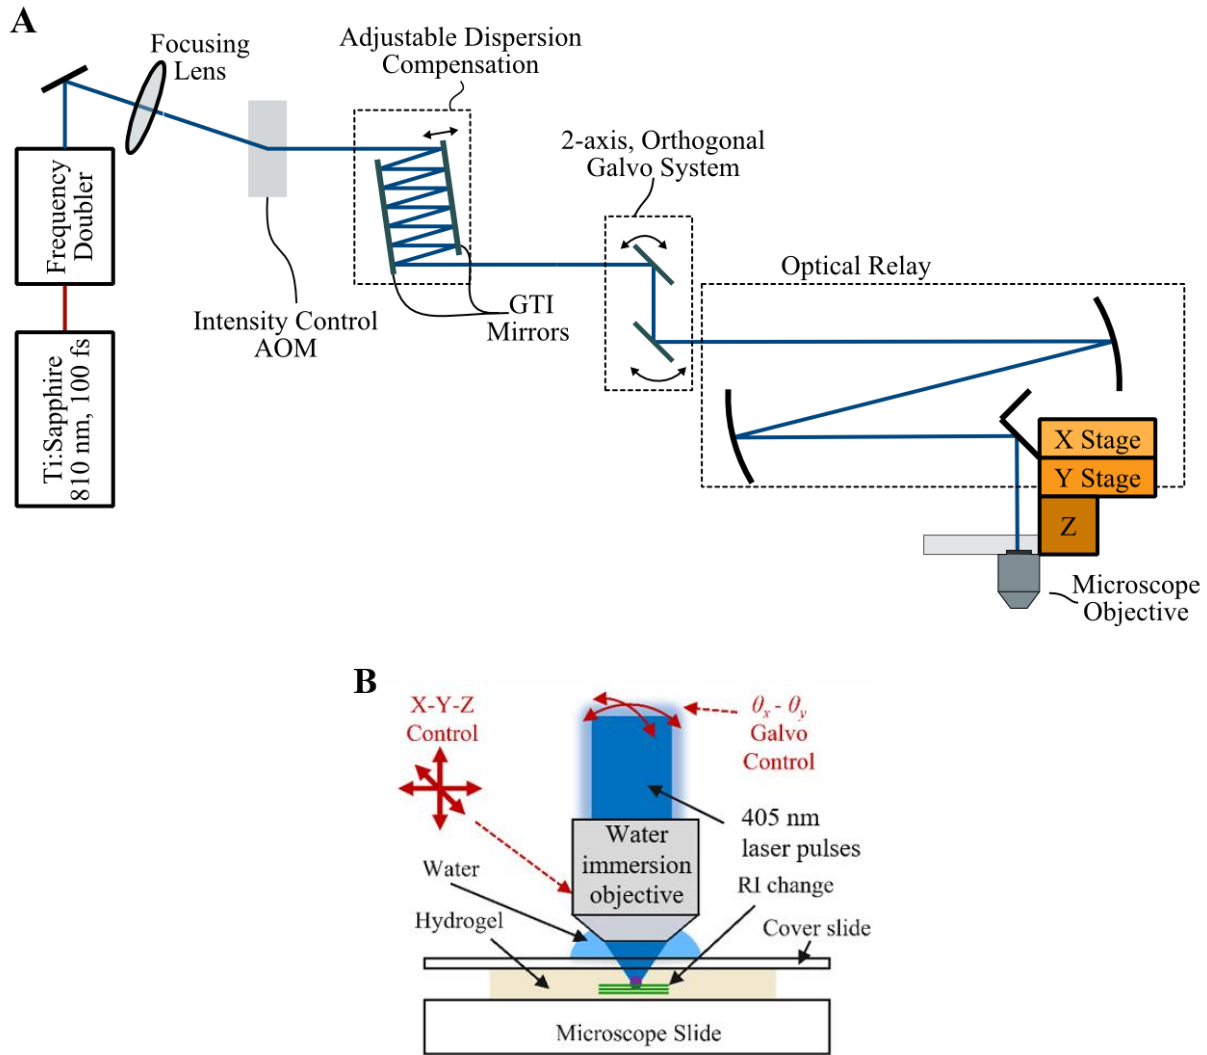 A
Focusing
Lens
Adjustable Dispersion
Compensation
2-axis, Orthogonal
Galvo System
Frequency
Doubler
Optical Relay
GTI
Mirrors
Intensity Control
AOM
Ti:Sapphire
810 nm, 100 fs
X Stage
Y Stage
Z
Microscope
Objective
B
X-Y-Z
Control
θx - θy
Galvo
Control
405 nm
laser pulses
Water
immersion
objective
Water
RI change
Hydrogel
Cover slide
Microscope Slide